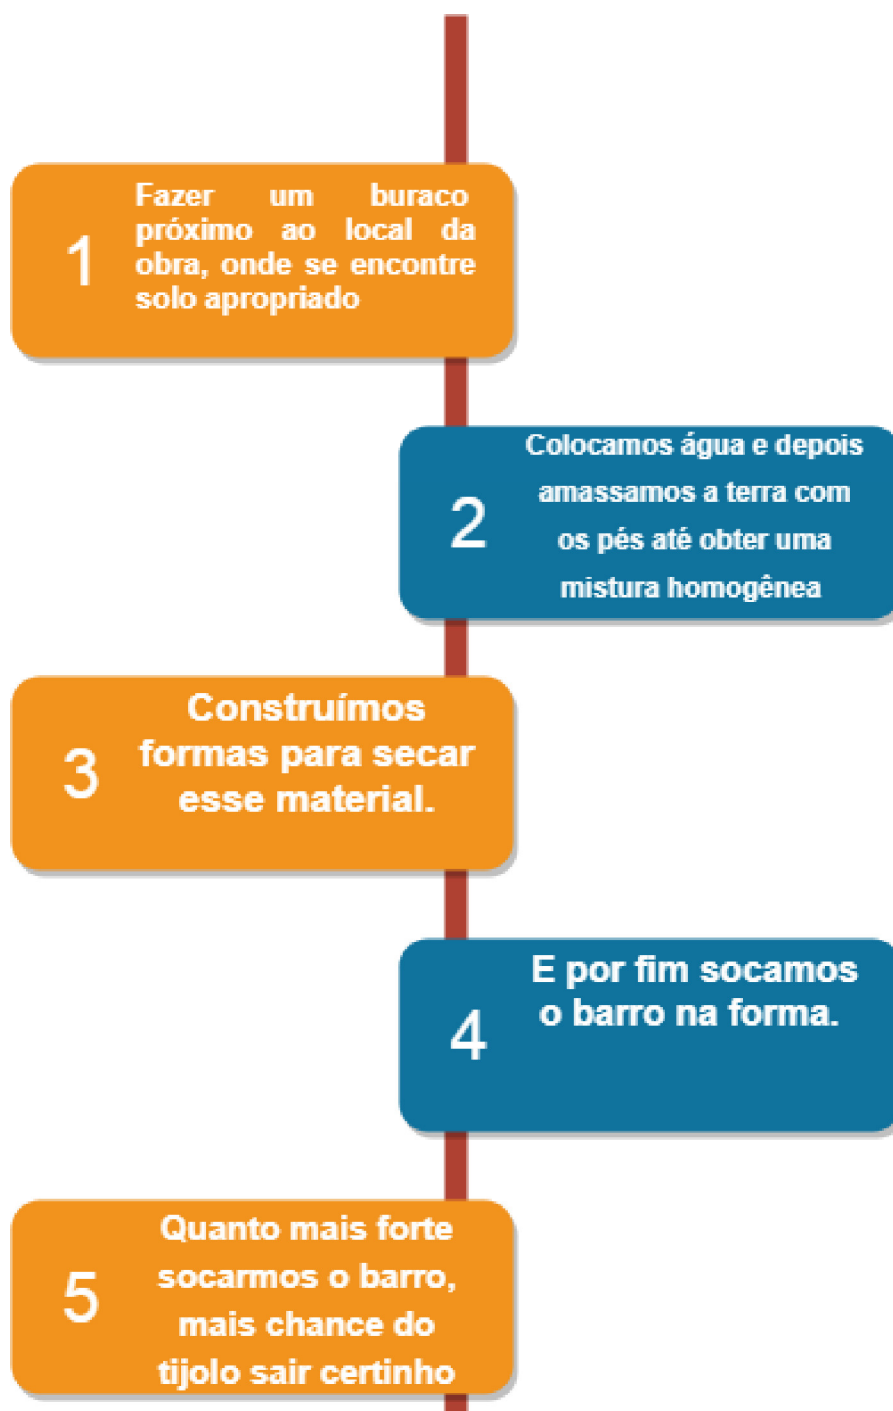 1
Fazer um buraco
próximo ao local da
obra, onde se encontre
solo apropriado
2
Colocamos água e depois
amassamos a terra com
os pés até obter uma
mistura homogênea
3
Construímos
formas para secar
esse material.
4
E por fim socamos
o barro na forma.
5
Quanto mais forte
socarmos o barro,
mais chance do
tijolo sair certinho